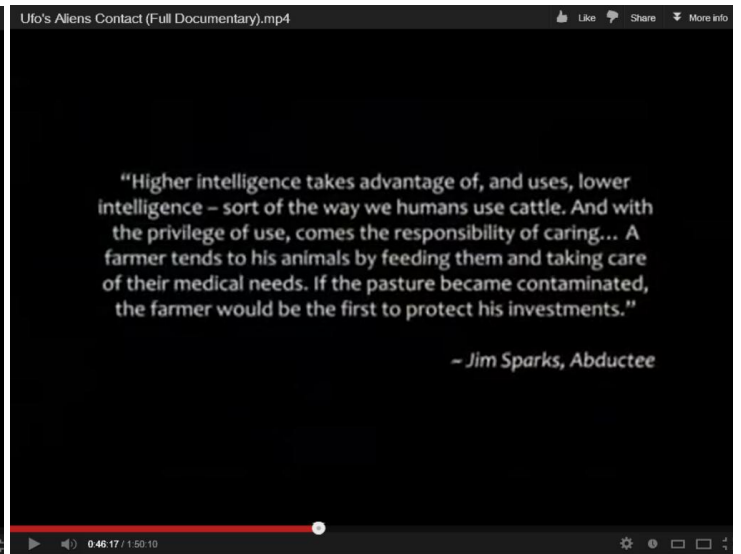 Ufo's Aliens Contact (Full Documentary).mp4
Like Share More info
“Higher intelligence takes advantage of, and uses, lower
intelligence – sort of the way we humans use cattle. And with
the privilege of use, comes the responsibility of caring... A
farmer tends to his animals by feeding them and taking care
of their medical needs. If the pasture became contaminated,
the farmer would be the first to protect his investments.”
~ Jim Sparks, Abductee
0:46:17 / 1:50:10